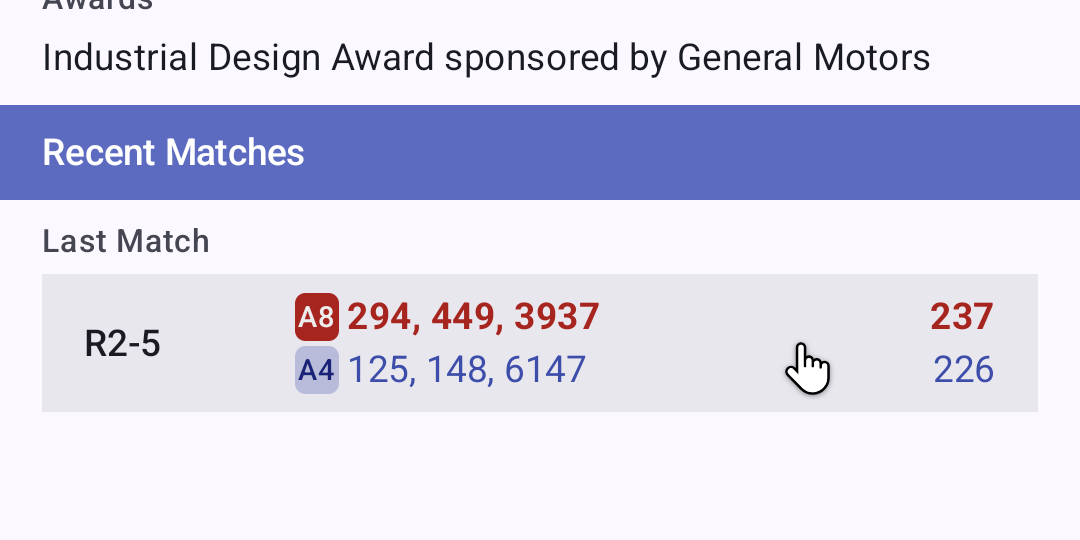 Awards
Industrial Design Award sponsored by General Motors
Recent Matches
Last Match
R2-5
A8 294, 449, 3937 237
A4 125, 148, 6147 226